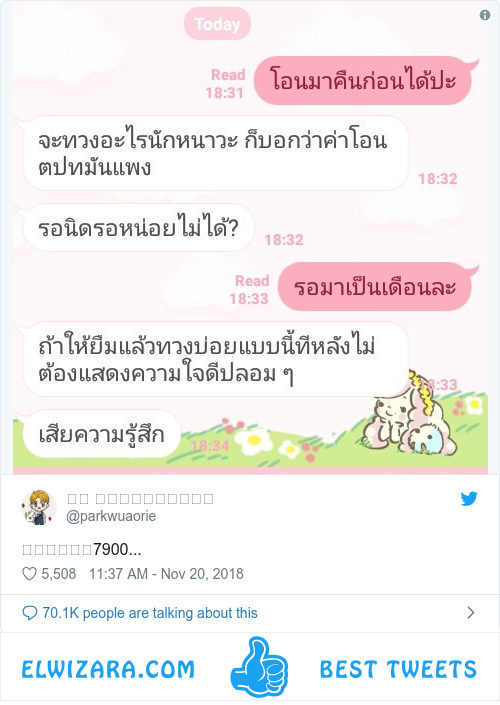 Today
Read
18:31
โอนมาคืนก่อนได้ปะ
จะทวงอะไรนักหนาวะ ก็บอกว่าค่าโอน
ตปทมันแพง
18:32
รอนิดรอหน่อยไม่ได้?
18:32
Read
18:33
รอมาเป็นเดือนละ
ถ้าให้ยืมแล้วทวงบ่อยแบบนี้ทีหลังไม่
ต้องแสดงความใจดีปลอม ๆ
18:33
เสียความรู้สึก
18:34
@parkwuaorie
7900...
5,508 11:37 AM - Nov 20, 2018
70.1K people are talking about this
ELWIZARA.COM BEST TWEETS